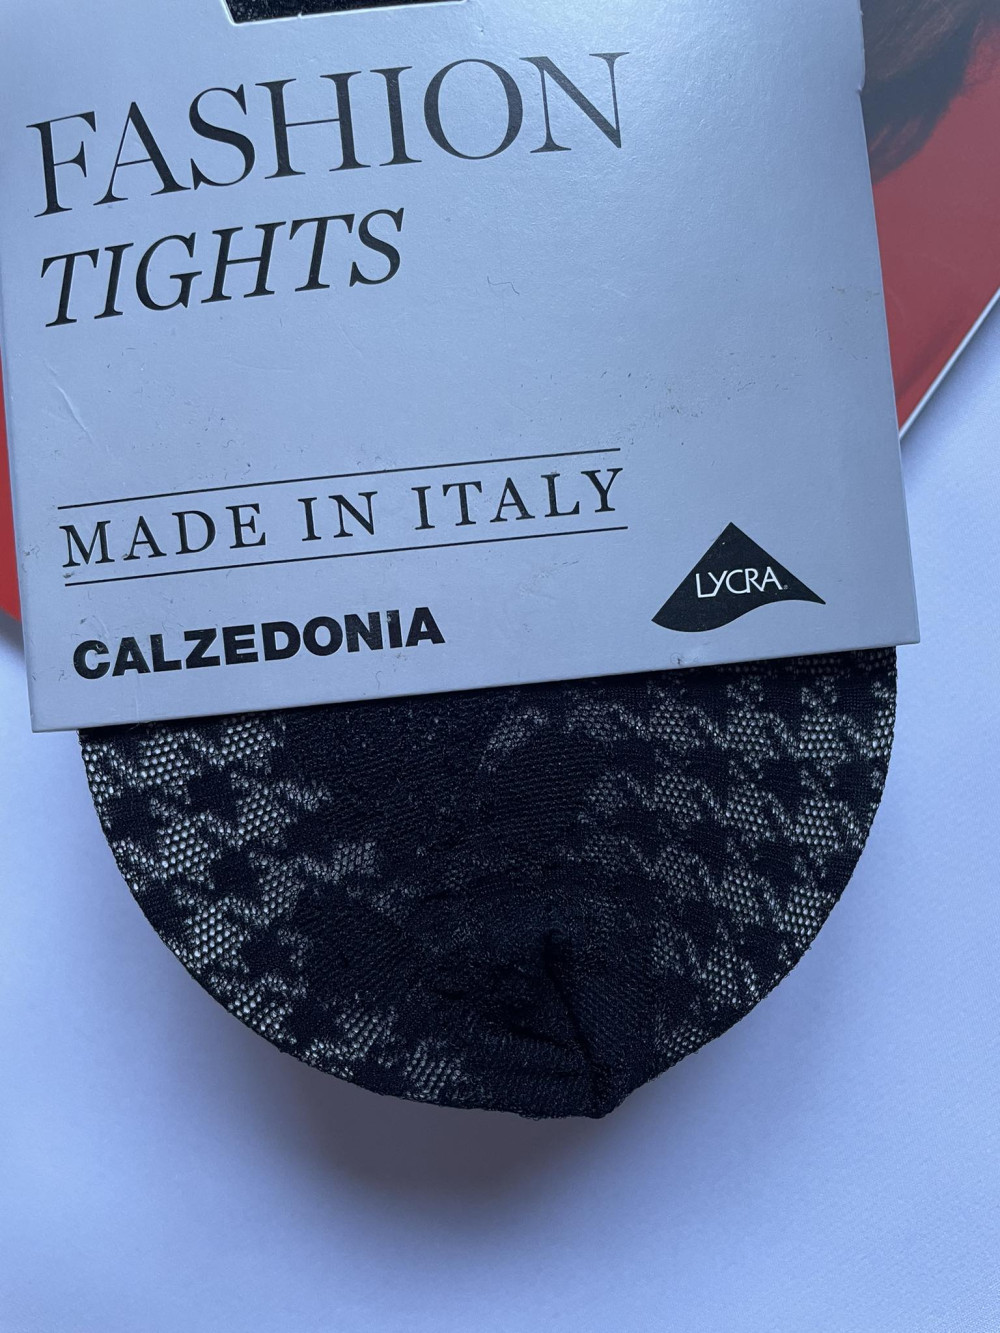 FASHION
TIGHTS
MADE IN ITALY
LYCRA®
CALZEDONIA